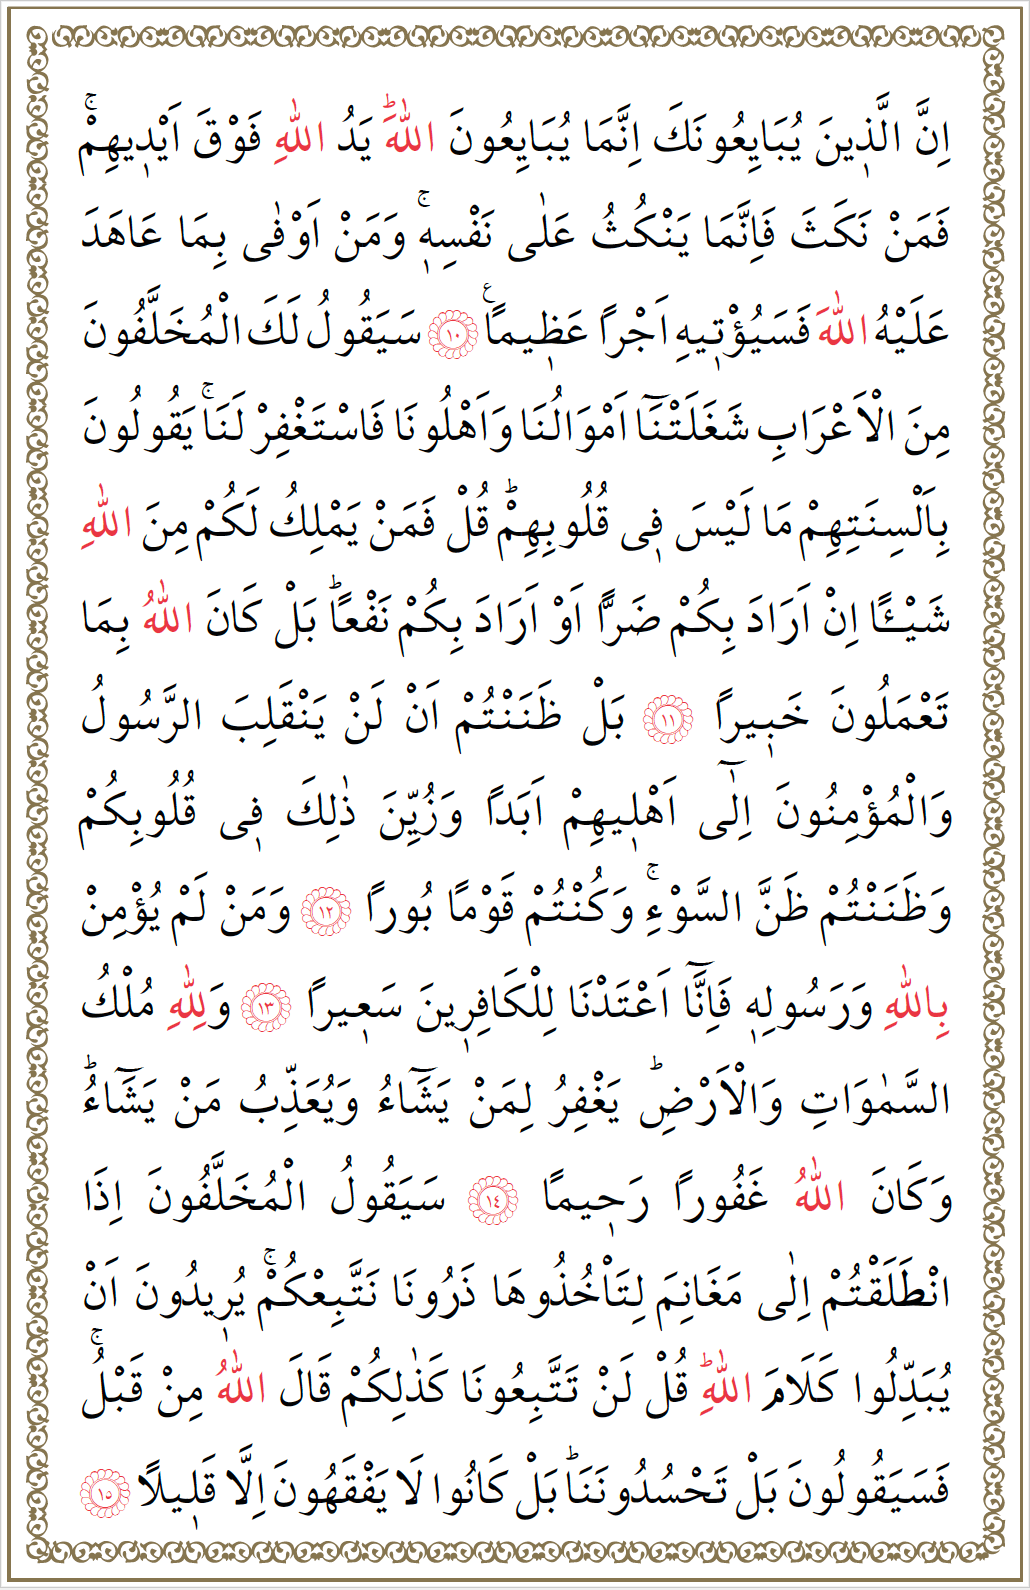 اِنَّ الَّذٖينَ يُبَايِعُونَكَ اِنَّمَا يُبَايِعُونَ اللّٰهَؕ يَدُ اللّٰهِ فَوْقَ اَيْدٖيهِمْۚ
فَمَنْ نَكَثَ فَاِنَّمَا يَنْكُثُ عَلٰى نَفْسِهٖۚ وَمَنْ اَوْفٰى بِمَا عَاهَدَ
عَلَيْهُ اللّٰهَ فَسَيُؤْتٖيهِ اَجْراً عَظٖيماًࣖ ﴿١٠﴾ سَيَقُولُ لَكَ الْمُخَلَّفُونَ
مِنَ الْاَعْرَابِ شَغَلَتْنَٓا اَمْوَالُنَا وَاَهْلُونَا فَاسْتَغْفِرْ لَنَاۚ يَقُولُونَ
بِاَلْسِنَتِهِمْ مَا لَيْسَ فٖى قُلُوبِهِمْؕ قُلْ فَمَنْ يَمْلِكُ لَكُمْ مِنَ اللّٰهِ
شَيْـٔاً اِنْ اَرَادَ بِكُمْ ضَراًّ اَوْ اَرَادَ بِكُمْ نَفْعاًؕ بَلْ كَانَ اللّٰهُ بِمَا
تَعْمَلُونَ خَبٖيراً ﴿١١﴾ بَلْ ظَنَنْتُمْ اَنْ لَنْ يَنْقَلِبَ الرَّسُولُ
وَالْمُؤْمِنُونَ اِلٰٓى اَهْلٖيهِمْ اَبَداً وَزُيِّنَ ذٰلِكَ فٖى قُلُوبِكُمْ
وَظَنَنْتُمْ ظَنَّ السَّوْءِۚ وَكُنْتُمْ قَوْماً بُوراً ﴿١٢﴾ وَمَنْ لَمْ يُؤْمِنْ
بِاللّٰهِ وَرَسُولِهٖ فَاِنَّٓا اَعْتَدْنَا لِلْكَافِرٖينَ سَعٖيراً ﴿١٣﴾ وَلِلّٰهِ مُلْكُ
السَّمٰوَاتِ وَالْاَرْضِؕ يَغْفِرُ لِمَنْ يَشَٓاءُ وَيُعَذِّبُ مَنْ يَشَٓاءُؕ
وَكَانَ اللّٰهُ غَفُوراً رَحٖيماً ﴿١٤﴾ سَيَقُولُ الْمُخَلَّفُونَ اِذَا
انْطَلَقْتُمْ اِلٰى مَغَانِمَ لِتَاْخُذُوهَا ذَرُونَا نَتَّبِعْكُمْۚ يُرٖيدُونَ اَنْ
يُبَدِّلُوا كَلَامَ اللّٰهِؕ قُلْ لَنْ تَتَّبِعُونَا كَذٰلِكُمْ قَالَ اللّٰهُ مِنْ قَبْلُۚ
فَسَيَقُولُونَ بَلْ تَحْسُدُونَنَاؕ بَلْ كَانُوا لَا يَفْقَهُونَ اِلَّا قَلٖيلاً ﴿١٥﴾